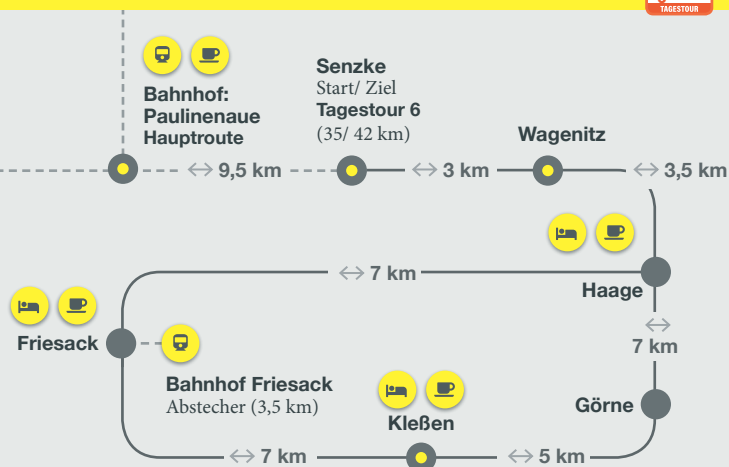 TAGESTOUR
Bahnhof:
Paulinenaue
Hauptroute
Senzke
Start/ Ziel
Tagestour 6
(35/ 42 km)
Wagenitz
9,5 km
3 km
3,5 km
7 km
Haage
7 km
Friesack
Bahnhof Friesack
Abstecher (3,5 km)
Kleßen
Görne
7 km
5 km